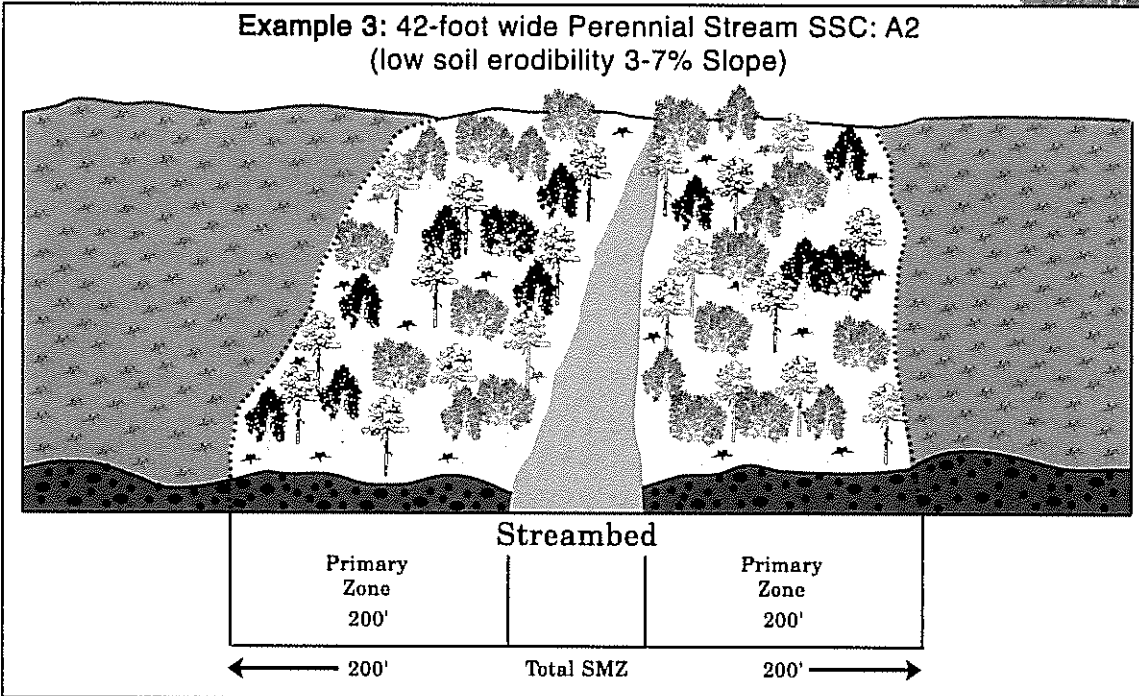 Example 3: 42-foot wide Perennial Stream SSC: A2
(low soil erodibility 3-7% Slope)
Streambed
Primary
Zone
200'
Primary
Zone
200'
200'
Total SMZ
200'